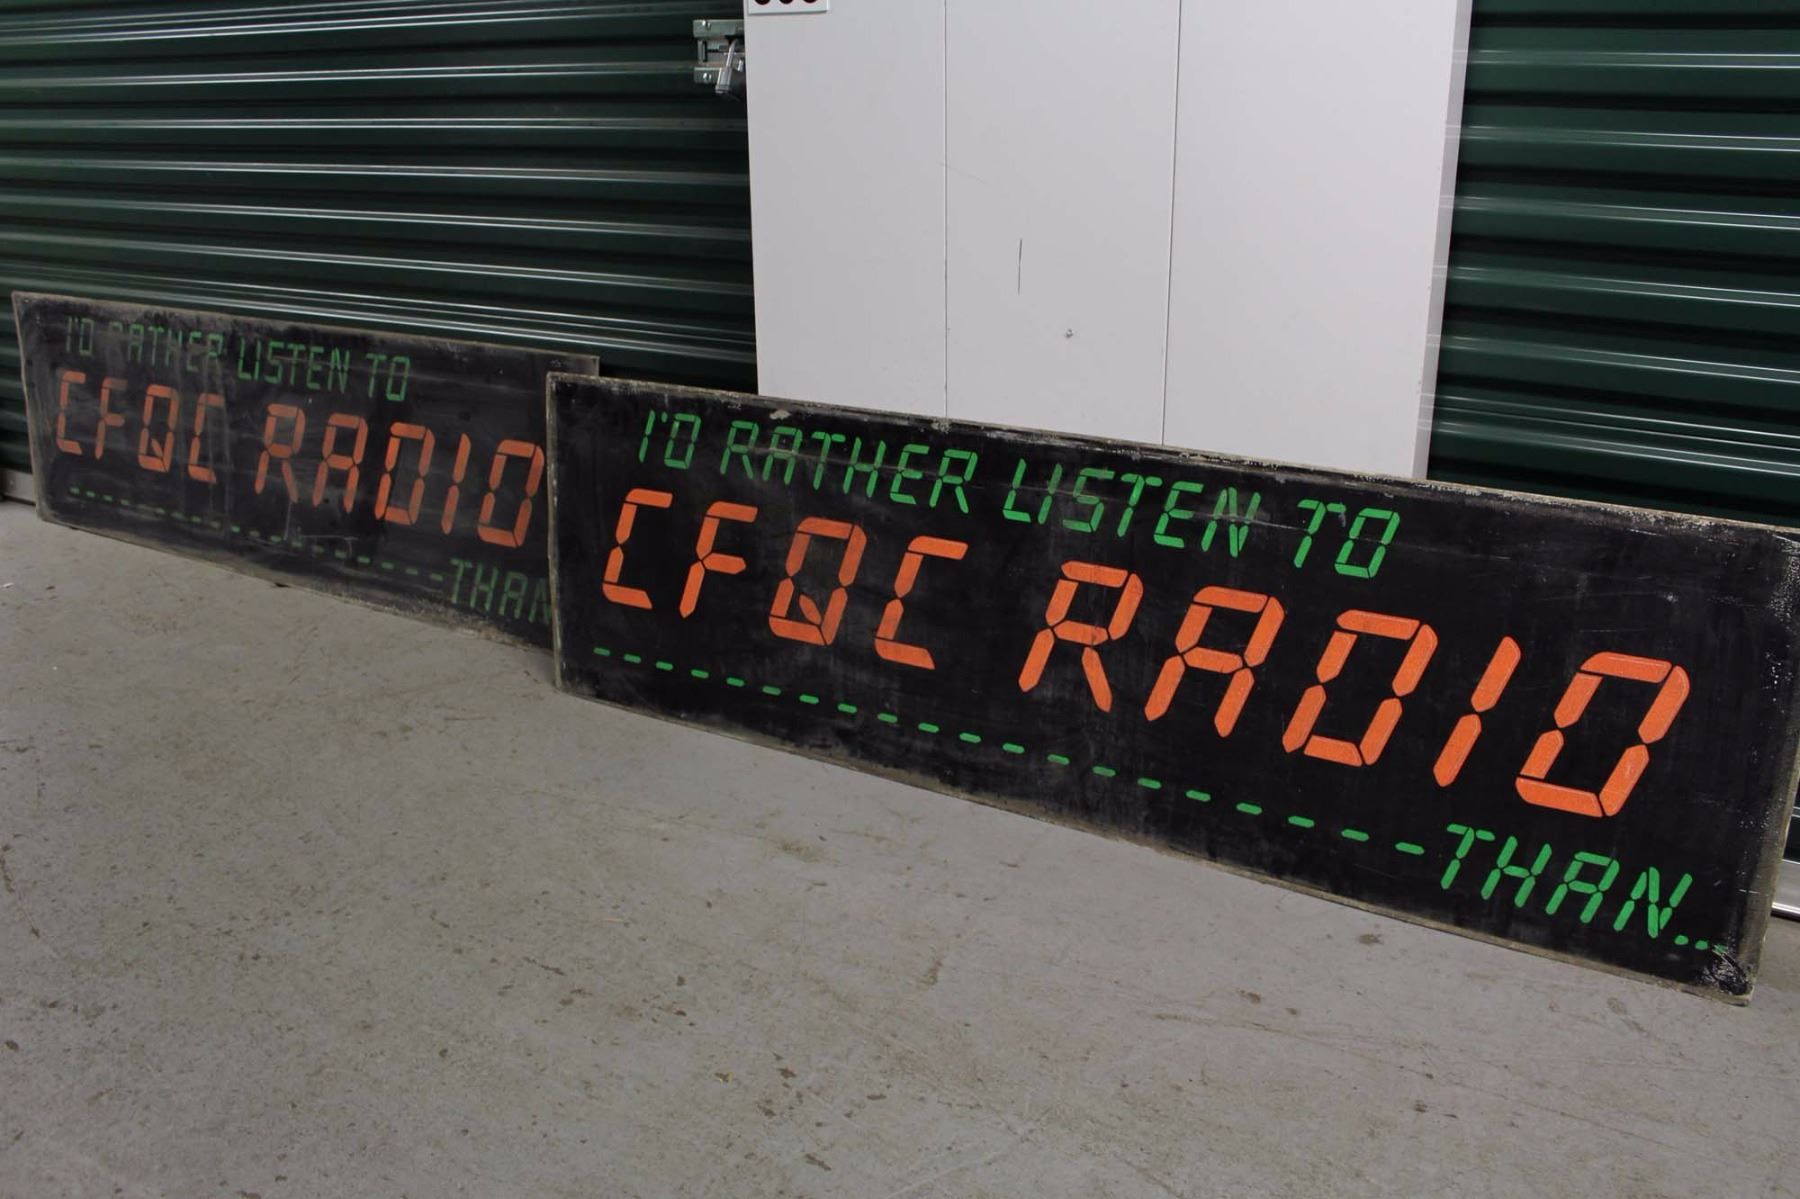 I'D RATHER LISTEN TO
CFQC RADIO
--------------------THAN
I'D RATHER LISTEN TO
CFQC RADIO
--------------------THAN...